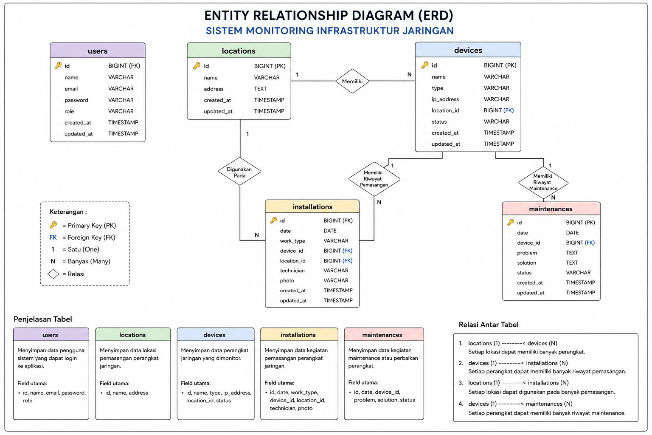 ENTITY RELATIONSHIP DIAGRAM (ERD)
SISTEM MONITORING INFRASTRUKTUR JARINGAN
users
id BIGINT (PK)
name VARCHAR
email VARCHAR
password VARCHAR
role VARCHAR
created_at TIMESTAMP
updated_at TIMESTAMP
locations
id BIGINT (PK)
name VARCHAR
address TEXT
created_at TIMESTAMP
updated_at TIMESTAMP
1
Memiliki
N
devices
id BIGINT (PK)
name VARCHAR
type VARCHAR
ip_address VARCHAR
location_id BIGINT (FK)
status VARCHAR
created_at TIMESTAMP
updated_at TIMESTAMP
1
Digunakan
Pada
N
1
Memiliki
Riwayat
Pemasangan
N
1
Memiliki
Riwayat
Maintenance
N
installations
id BIGINT (PK)
date DATE
work_type VARCHAR
device_id BIGINT (FK)
location_id BIGINT (FK)
technician VARCHAR
photo VARCHAR
created_at TIMESTAMP
updated_at TIMESTAMP
maintenances
id BIGINT (PK)
date DATE
device_id BIGINT (FK)
problem TEXT
solution TEXT
status VARCHAR
created_at TIMESTAMP
updated_at TIMESTAMP
Keterangan :
= Primary Key (PK)
FK = Foreign Key (FK)
1 = Satu (One)
N = Banyak (Many)
= Relasi
Penjelasan Tabel
users
Menyimpan data pengguna
sistem yang dapat login
ke aplikasi.
Field utama:
• id, name, email, password,
role
locations
Menyimpan data lokasi
pemasangan perangkat
jaringan.
Field utama:
• id, name, address
devices
Menyimpan data perangkat
jaringan yang dimonitor.
Field utama:
• id, name, type, ip_address,
location_id, status
installations
Menyimpan data kegiatan
pemasangan perangkat
jaringan.
Field utama:
• id, date, work_type,
device_id, location_id,
technician, photo
maintenances
Menyimpan data kegiatan
maintenance atau perbaikan
perangkat.
Field utama:
• id, date, device_id,
problem, solution, status
Relasi Antar Tabel
1. locations (1) --------< devices (N)
Setiap lokasi dapat memiliki banyak perangkat.
2. devices (1) --------< installations (N)
Setiap perangkat dapat memiliki banyak riwayat pemasangan.
3. locations (1) --------< installations (N)
Setiap lokasi dapat digunakan pada banyak pemasangan.
4. devices (1) --------< maintenances (N)
Setiap perangkat dapat memiliki banyak riwayat maintenance.